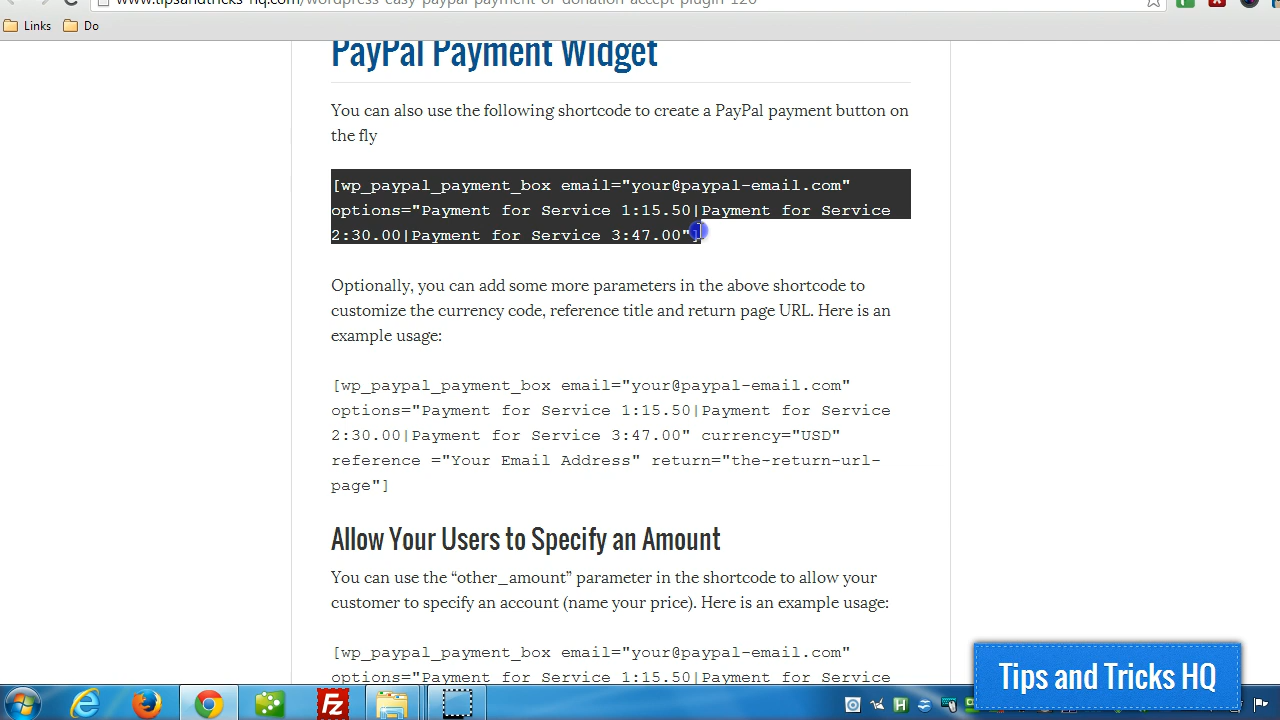 www.tipsandtricks-hq.com/wordpress-easy-paypal-payment-or-donation-accept-plugin-120
Links
Do
PayPal Payment Widget
You can also use the following shortcode to create a PayPal payment button on
the fly
[wp_paypal_payment_box email="your@paypal-email.com"
options="Payment for Service 1:15.50|Payment for Service
2:30.00|Payment for Service 3:47.00"]
Optionally, you can add some more parameters in the above shortcode to
customize the currency code, reference title and return page URL. Here is an
example usage:
[wp_paypal_payment_box email="your@paypal-email.com"
options="Payment for Service 1:15.50|Payment for Service
2:30.00|Payment for Service 3:47.00" currency="USD"
reference ="Your Email Address" return="the-return-url-
page"]
Allow Your Users to Specify an Amount
You can use the “other_amount” parameter in the shortcode to allow your
customer to specify an account (name your price). Here is an example usage:
[wp_paypal_payment_box email="your@paypal-email.com"
options="Payment for Service 1:15.50|Payment for Service
Tips and Tricks HQ